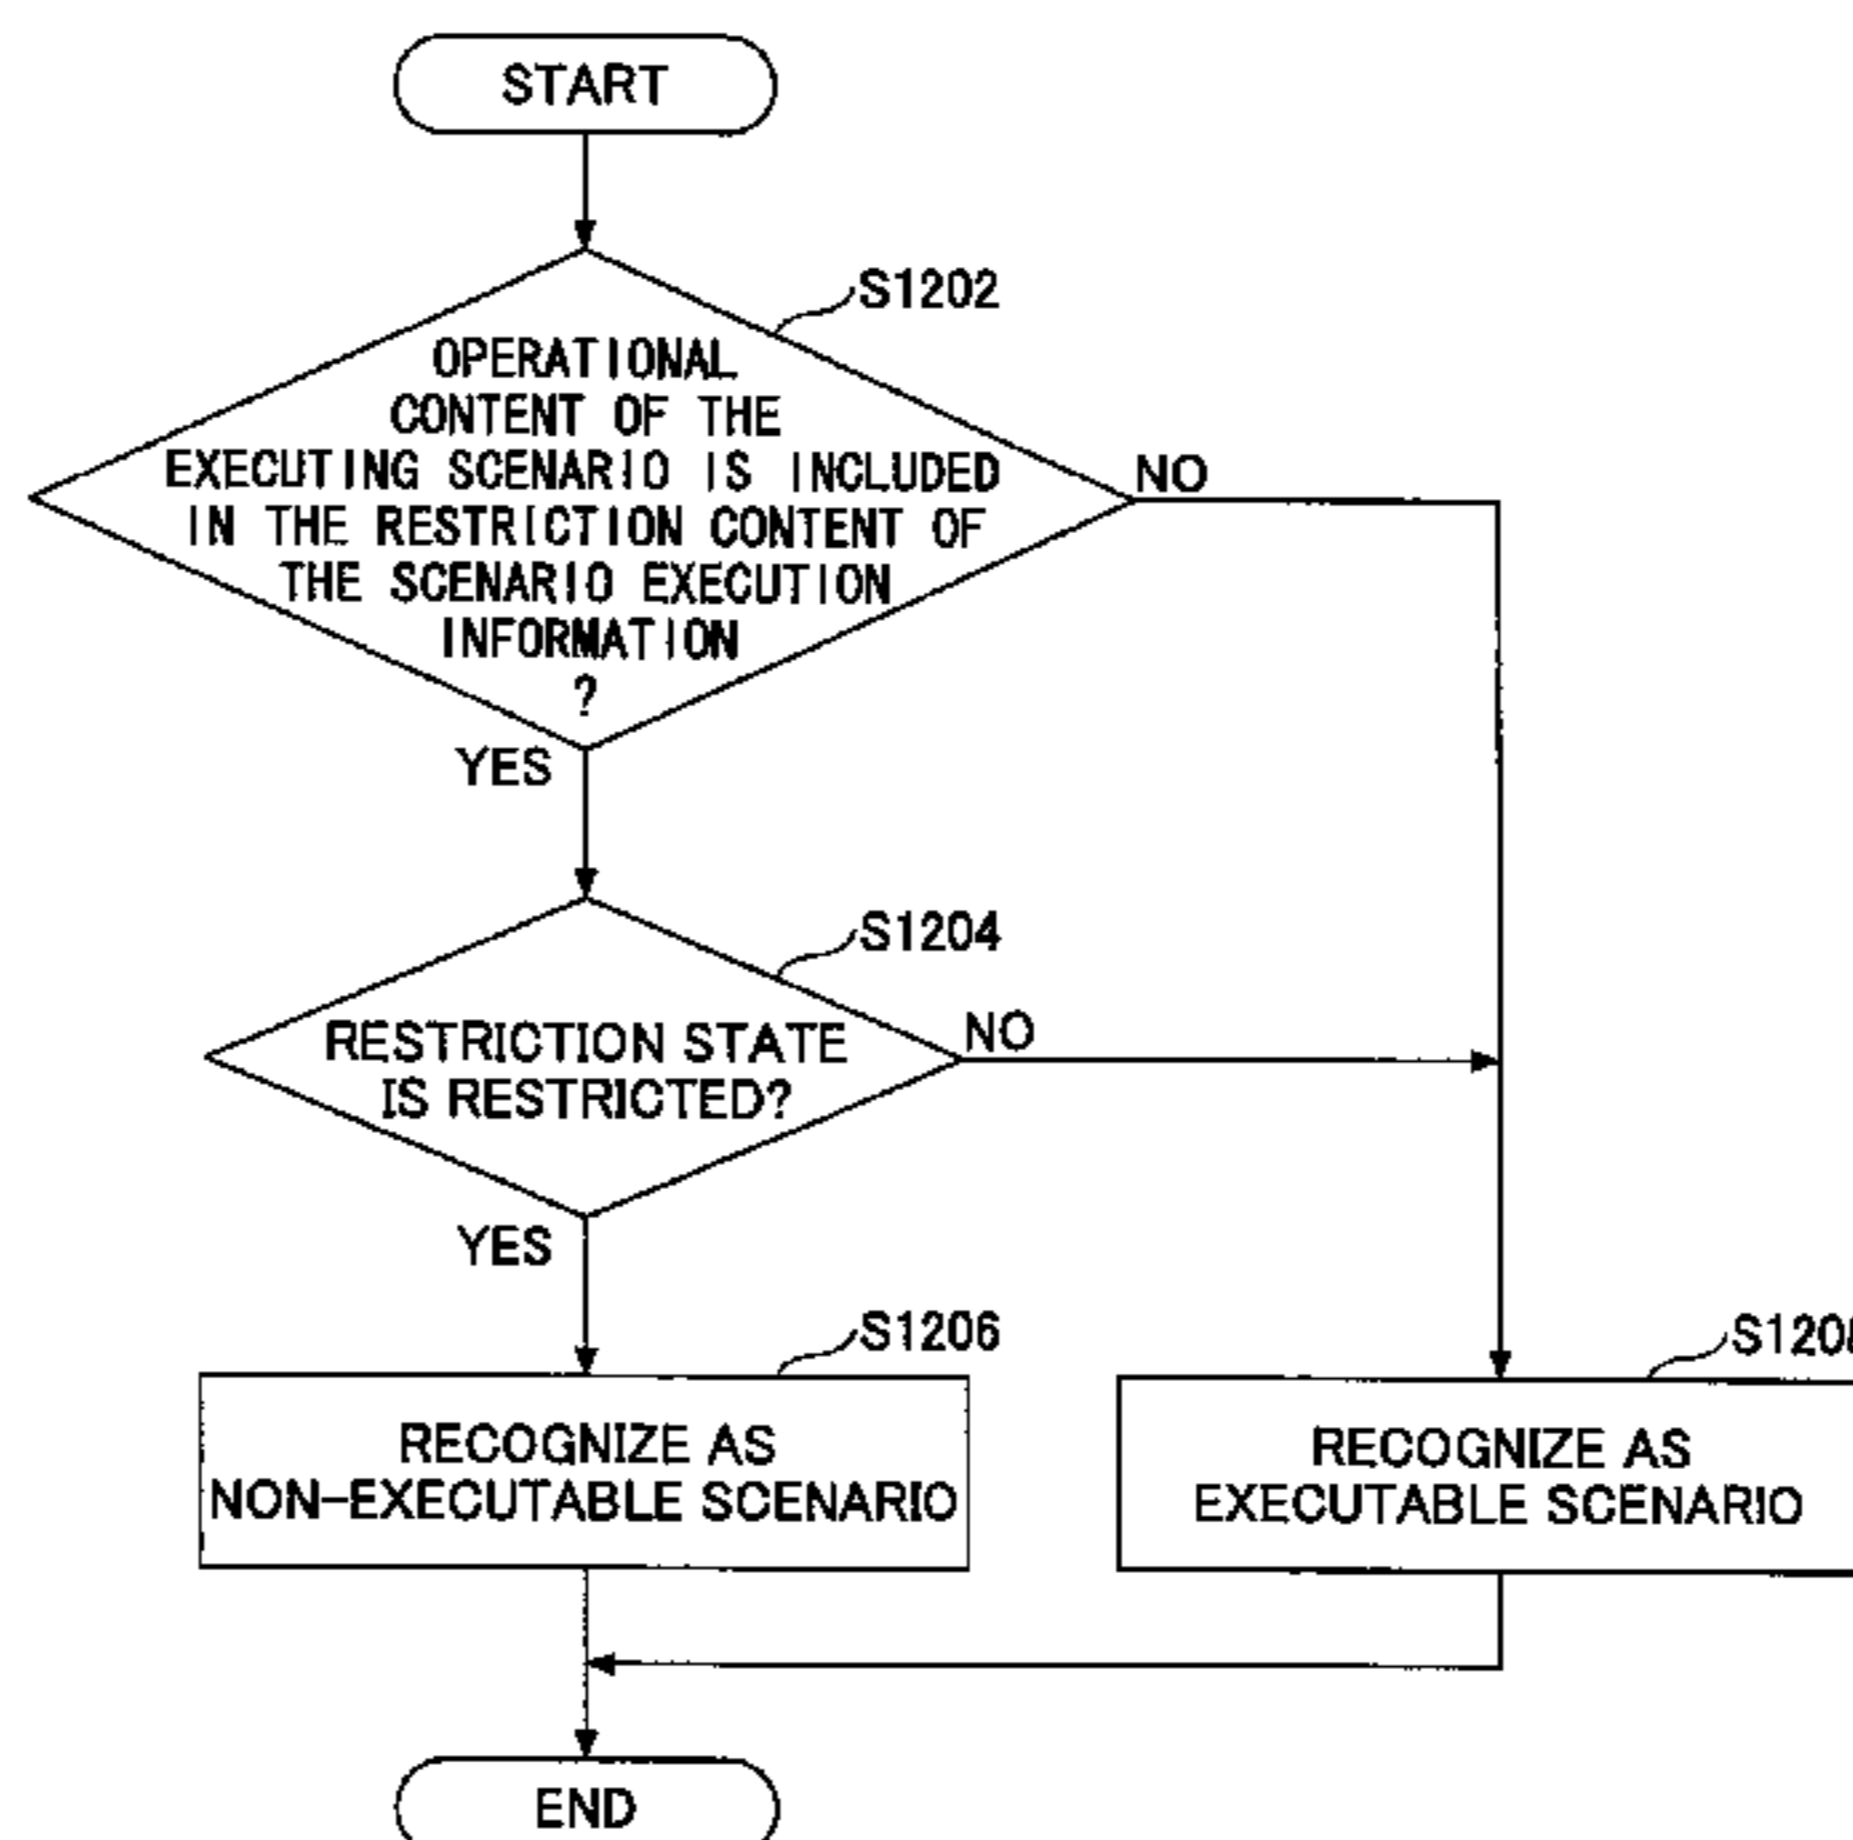 START
S1202
OPERATIONAL
CONTENT OF THE
EXECUTING SCENARIO IS INCLUDED
IN THE RESTRICTION CONTENT OF
THE SCENARIO EXECUTION
INFORMATION
?
NO
YES
S1204
RESTRICTION STATE
IS RESTRICTED?
NO
YES
S1206
RECOGNIZE AS
NON-EXECUTABLE SCENARIO
RECOGNIZE AS
EXECUTABLE SCENARIO
END